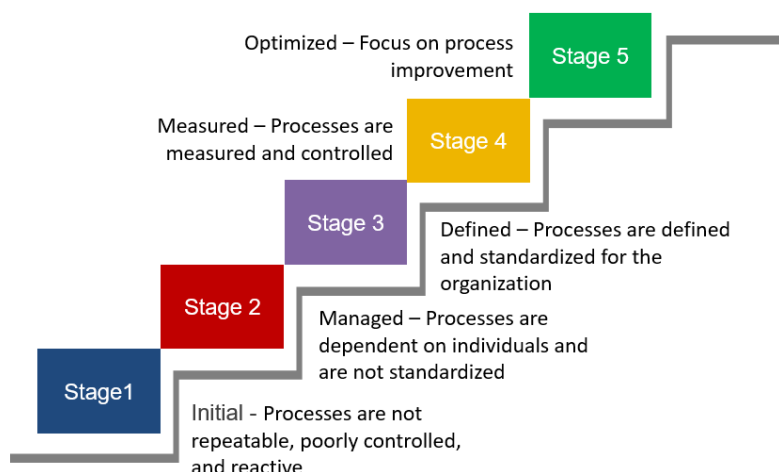 Optimized – Focus on process
improvement
Stage 5
Measured – Processes are
measured and controlled
Stage 4
Stage 3
Defined – Processes are defined
and standardized for the
organization
Stage 2
Managed – Processes are
dependent on individuals and
are not standardized
Stage1
Initial - Processes are not
repeatable, poorly controlled,
and reactive